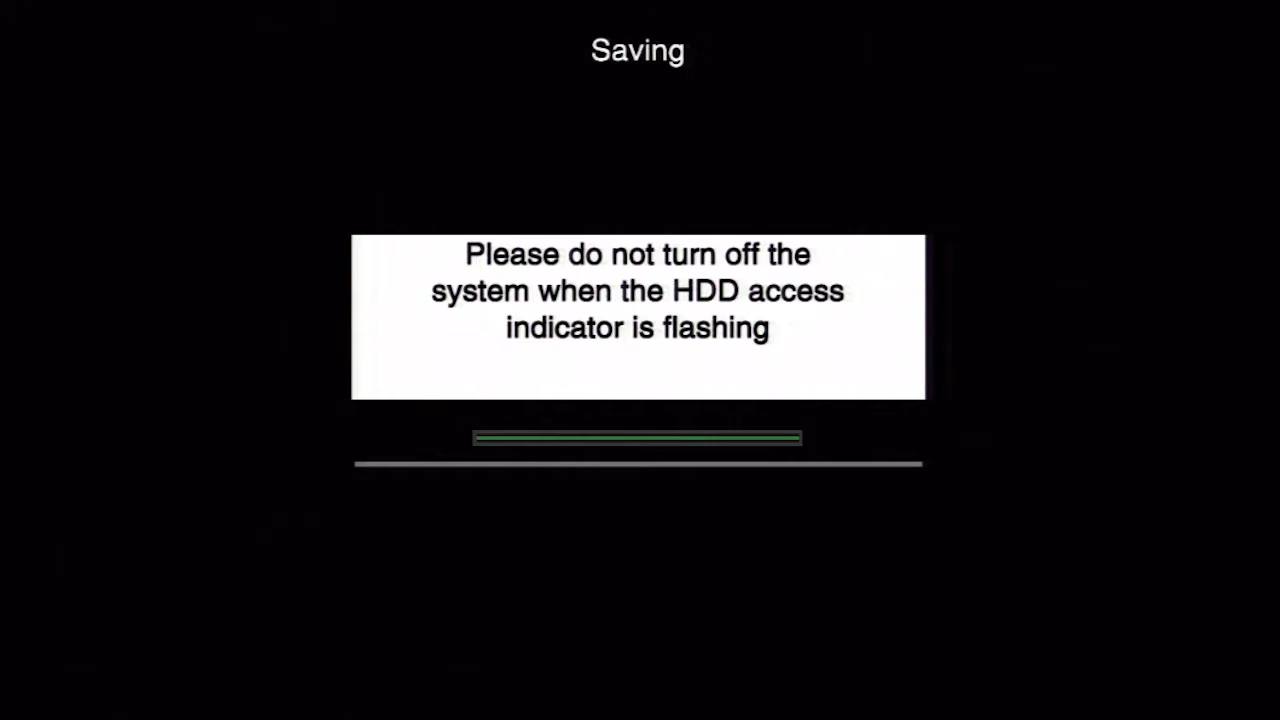 Saving
Please do not turn off the
system when the HDD access
indicator is flashing